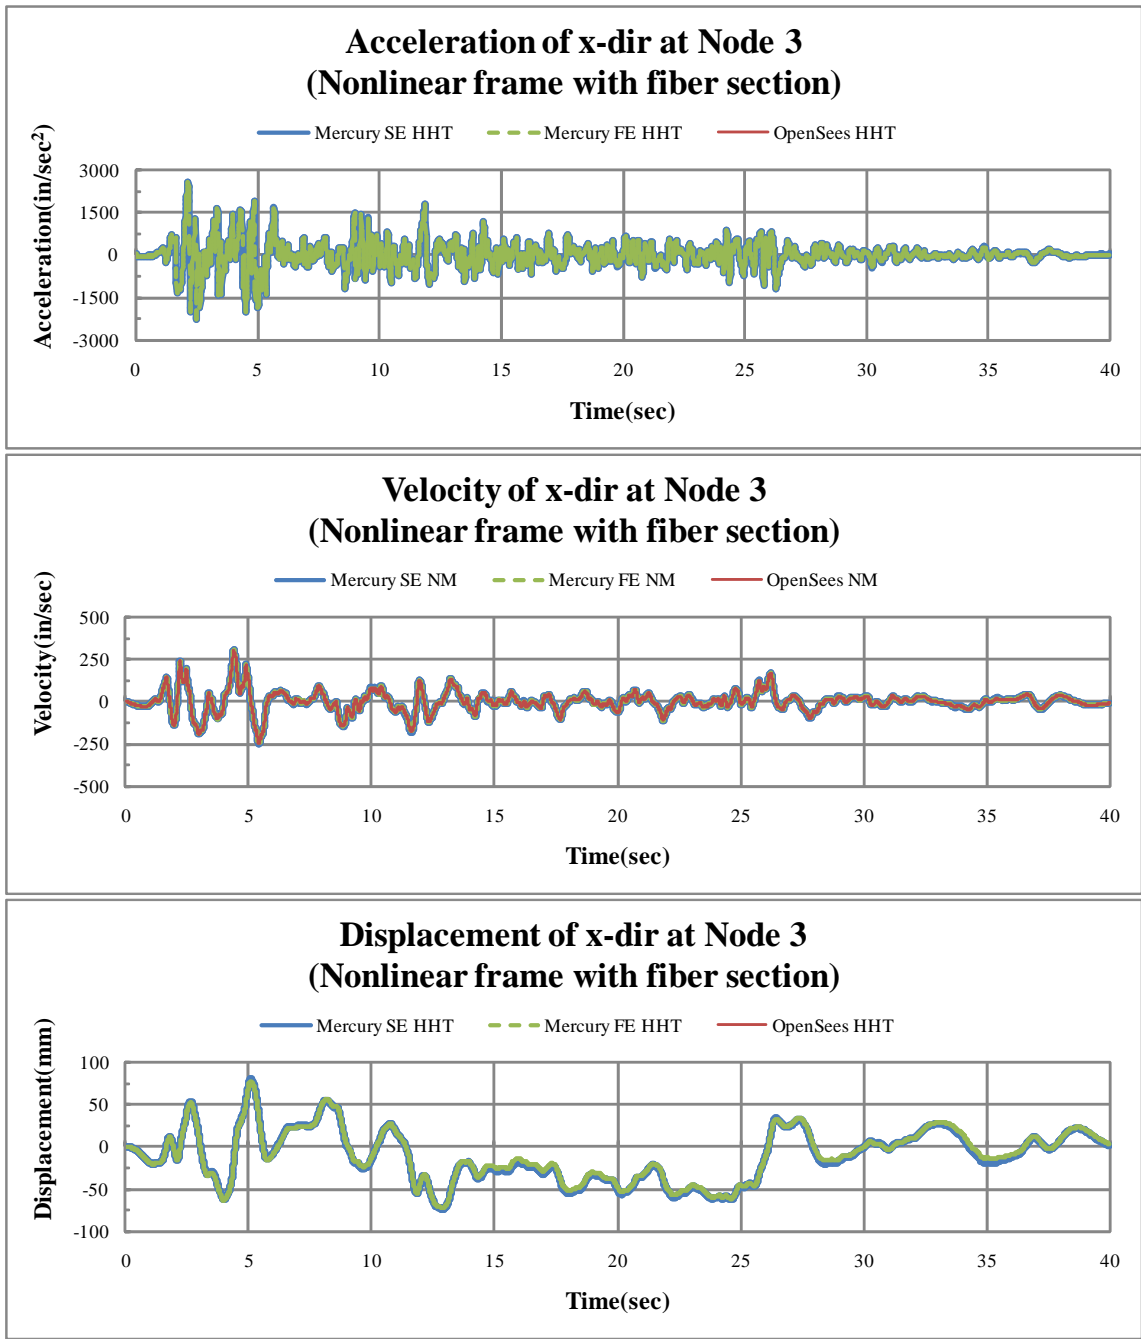 Acceleration of x-dir at Node 3
(Nonlinear frame with fiber section)
Mercury SE HHT Mercury FE HHT OpenSees HHT
Acceleration(in/sec²)
3000
1500
0
-1500
-3000
0 5 10 15 20 25 30 35 40
Time(sec)
Velocity of x-dir at Node 3
(Nonlinear frame with fiber section)
Mercury SE NM Mercury FE NM OpenSees NM
Velocity(in/sec)
500
250
0
-250
-500
0 5 10 15 20 25 30 35 40
Time(sec)
Displacement of x-dir at Node 3
(Nonlinear frame with fiber section)
Mercury SE HHT Mercury FE HHT OpenSees HHT
Displacement(mm)
100
50
0
-50
-100
0 5 10 15 20 25 30 35 40
Time(sec)